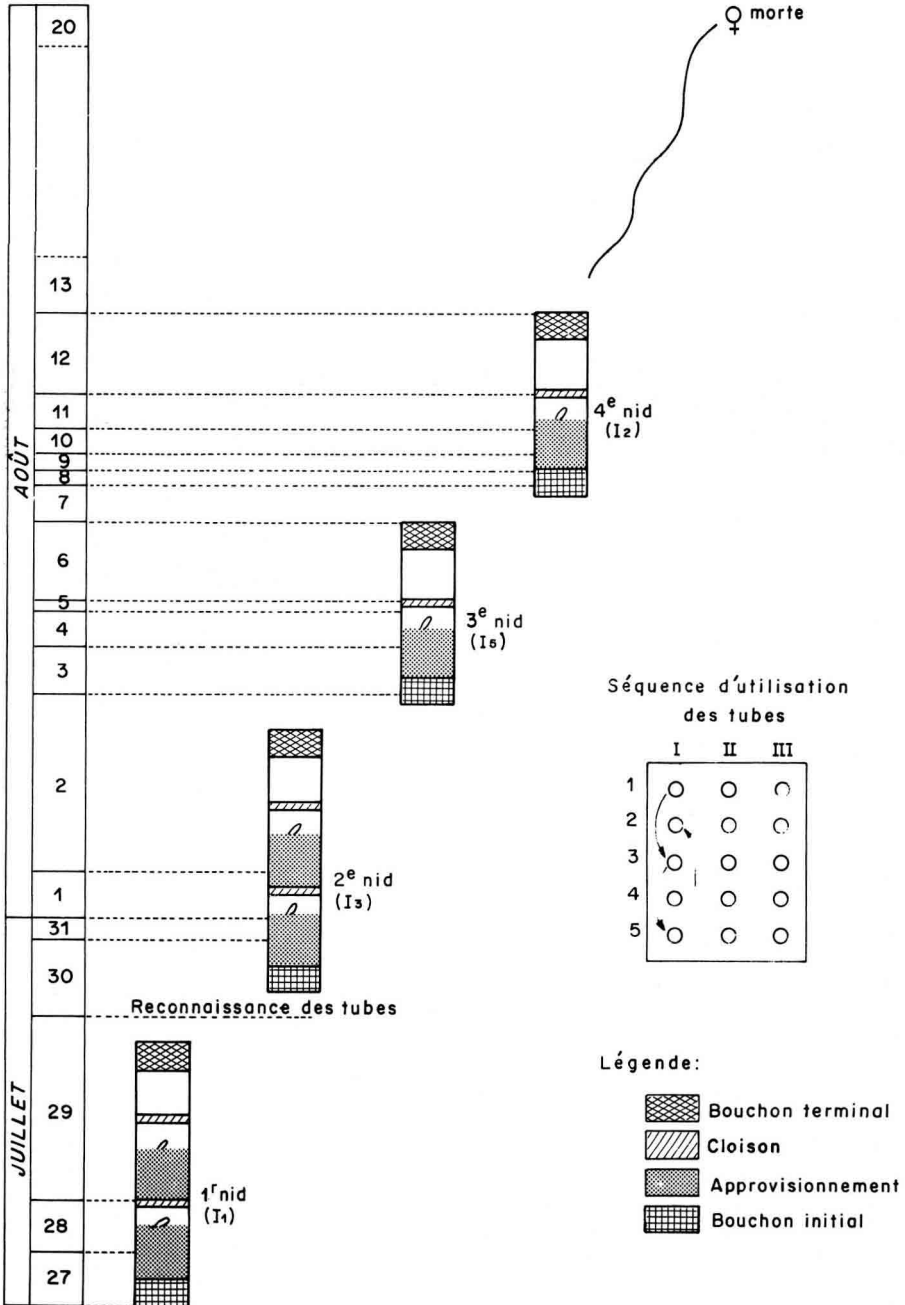 20
♀ morte
13
12
11
4e nid
(I2)
10
9
8
7
AOÛT
6
5
4
3e nid
(I5)
3
2
1
2e nid
(I3)
31
30
Reconnaissance des tubes
29
JUILLET
28
1r nid
(I1)
27
Séquence d'utilisation
des tubes
I II III
1
2
3
4
5
Légende:
Bouchon terminal
Cloison
Approvisionnement
Bouchon initial